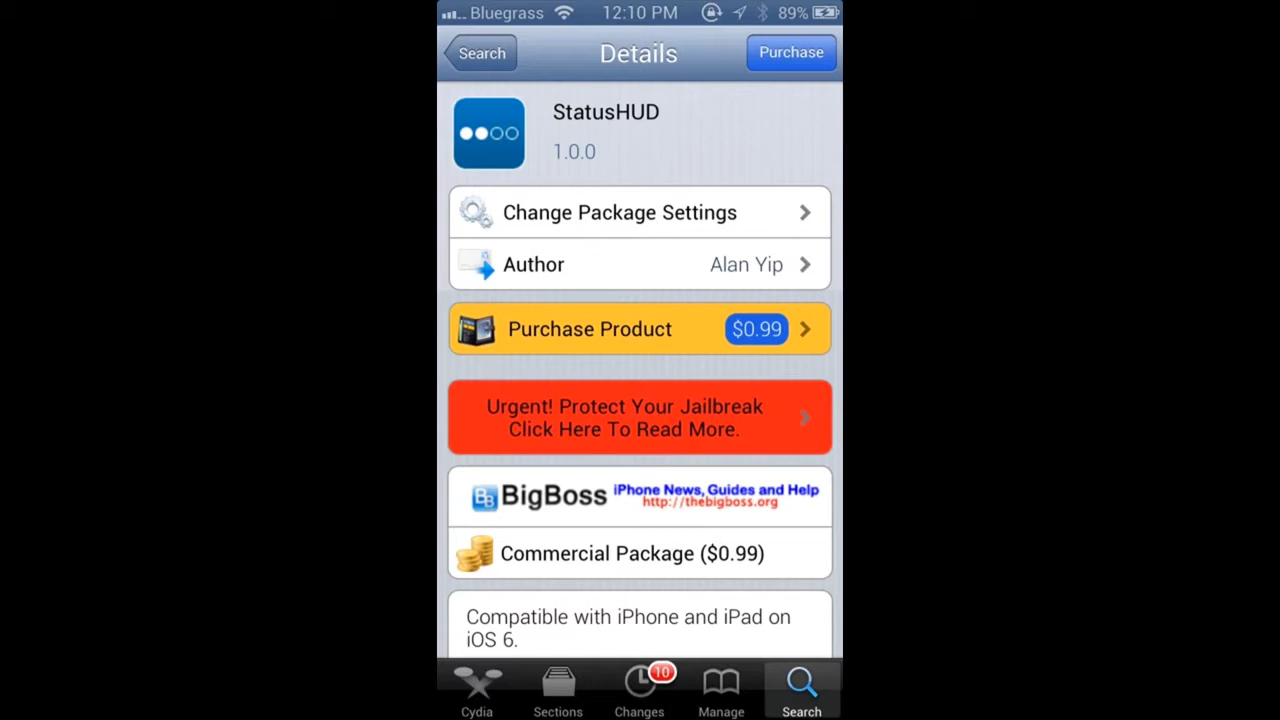 Bluegrass 12:10 PM 89%
Search Details Purchase
StatusHUD
1.0.0
Change Package Settings
Author Alan Yip
Purchase Product $0.99
Urgent! Protect Your Jailbreak
Click Here To Read More.
BB BigBoss iPhone News, Guides and Help
http://thebigboss.org
Commercial Package ($0.99)
Compatible with iPhone and iPad on
iOS 6.
10
Cydia Sections Changes Manage Search